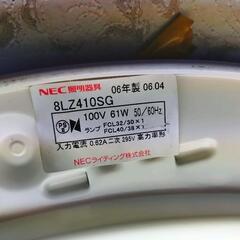 NEC照明器具 06年製 06.04
8LZ410SG
100V 61W 50/60Hz
ランプ FCL32/30×1
FCL40/38×1
入力電流 0.62A 二次 295V 高力率形
NECライティング株式会社